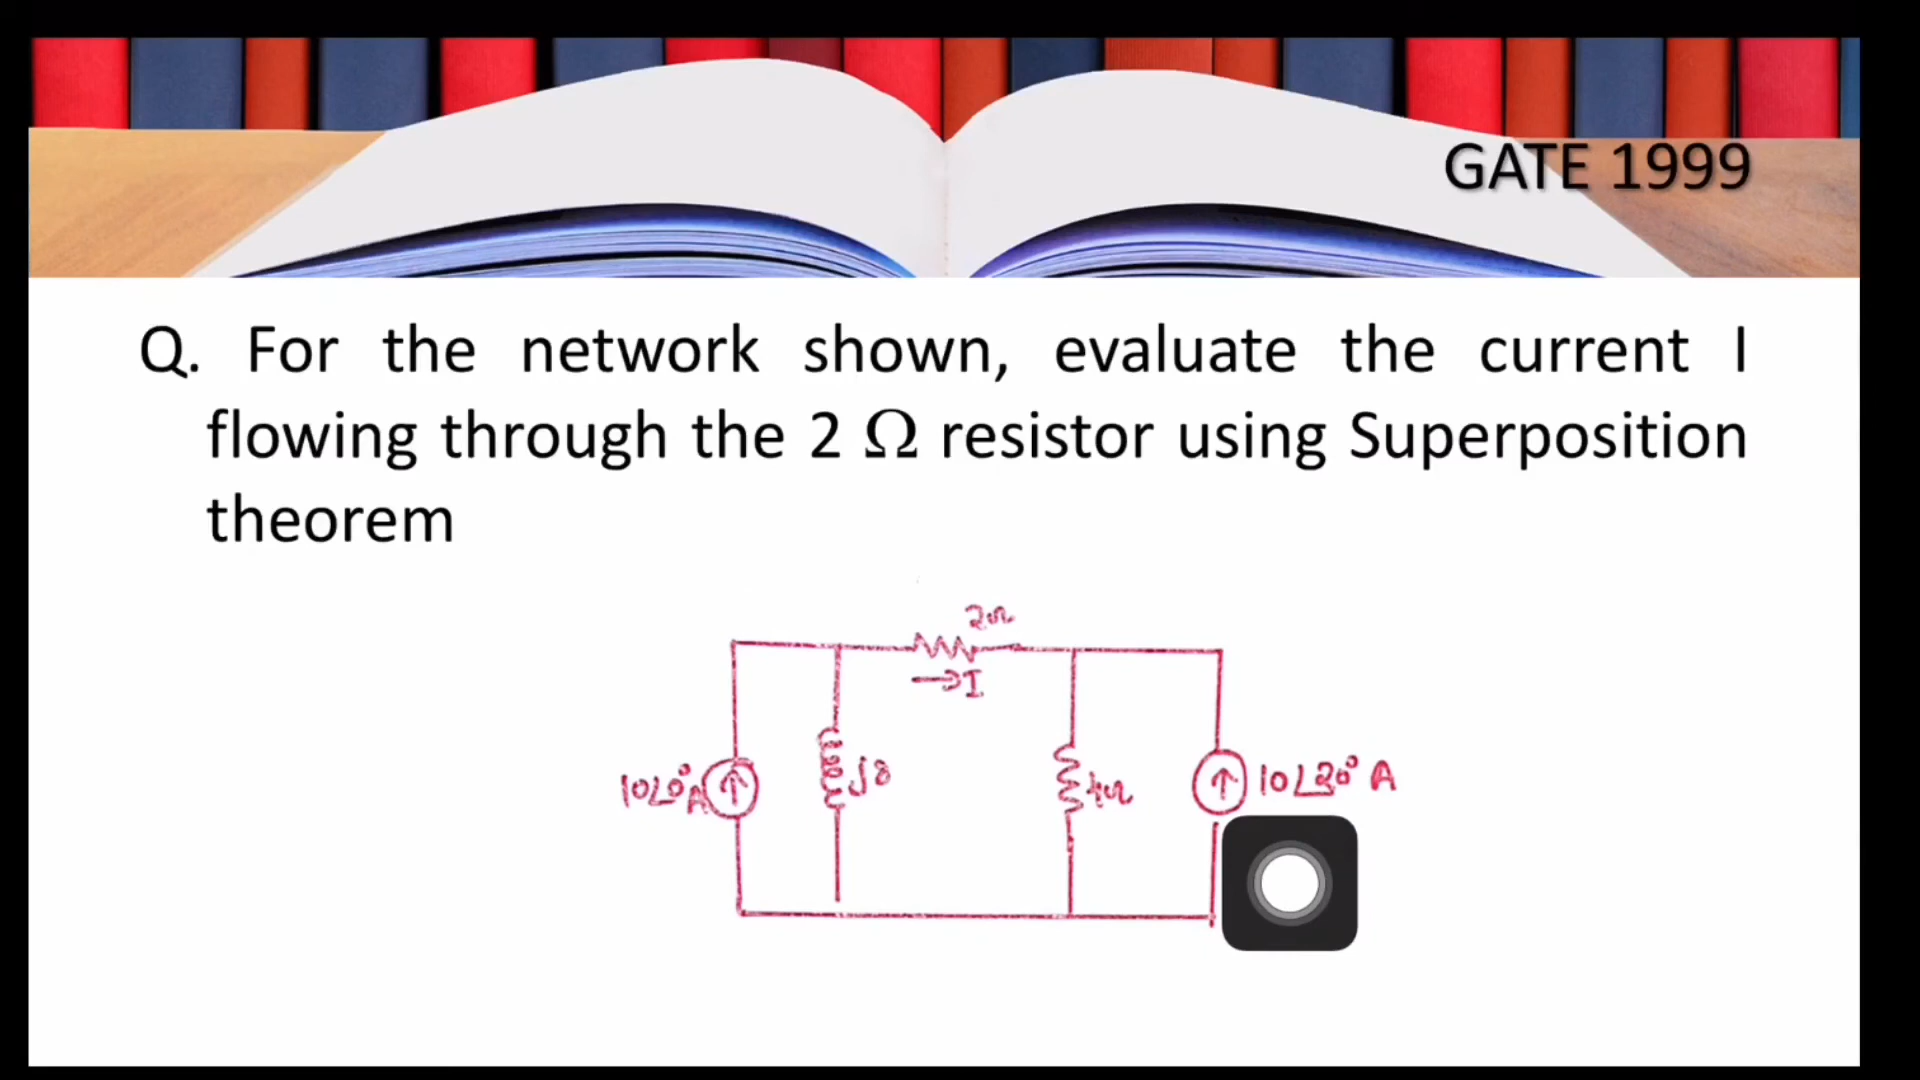 GATE 1999
Q. For the network shown, evaluate the current I
flowing through the 2 Ω resistor using Superposition
theorem
2Ω
→I
10∠0° A
j8
4Ω
10∠30° A